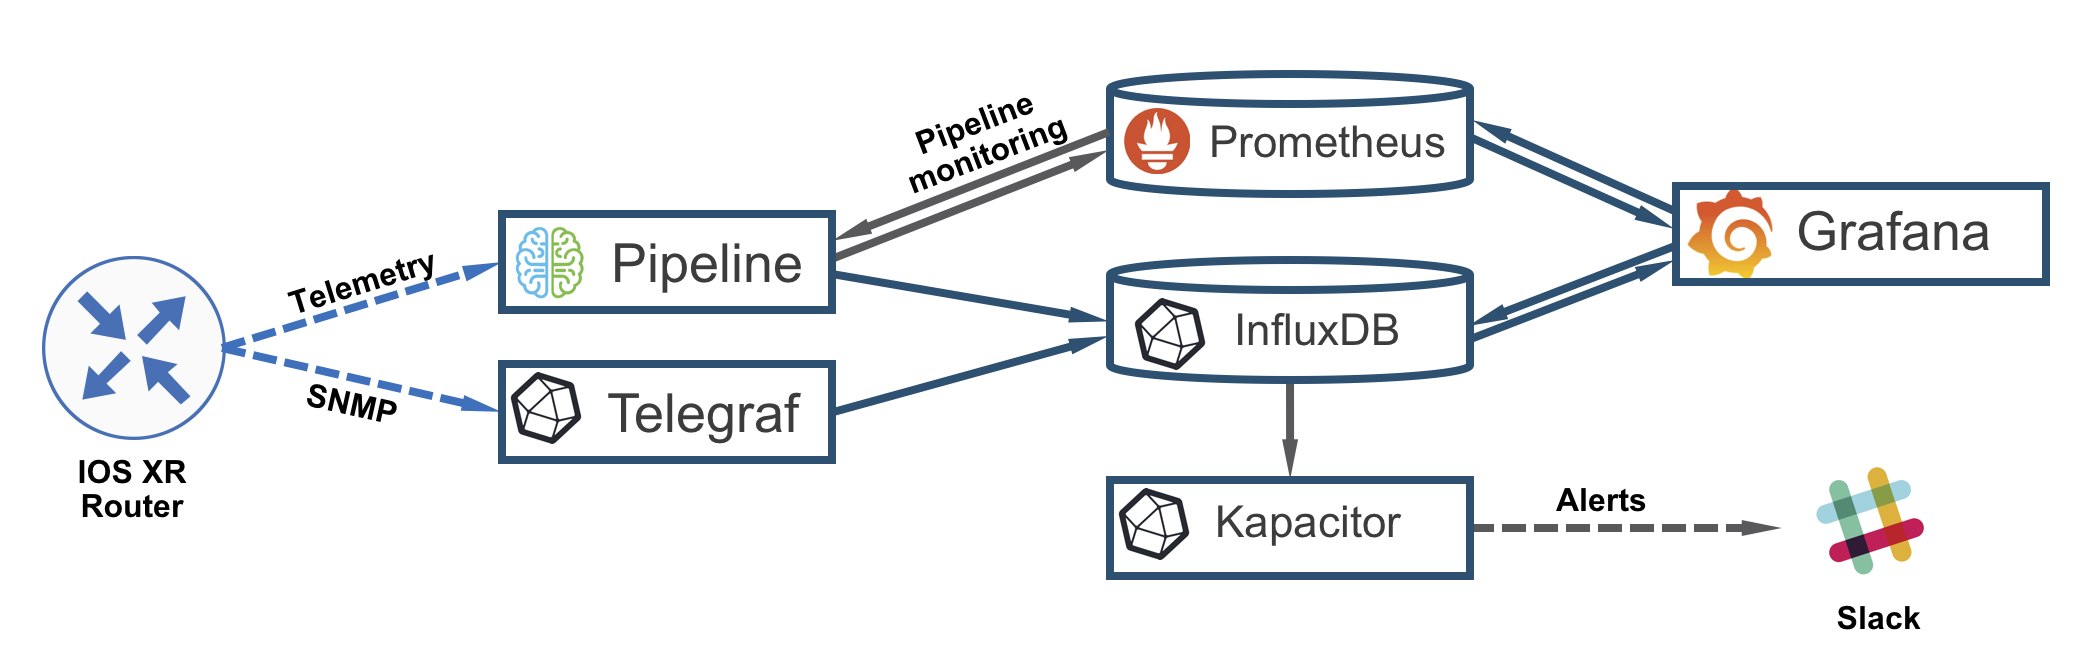 Pipeline
monitoring
Prometheus
Grafana
Telemetry
Pipeline
InfluxDB
SNMP
Telegraf
IOS XR
Router
Kapacitor
Alerts
Slack